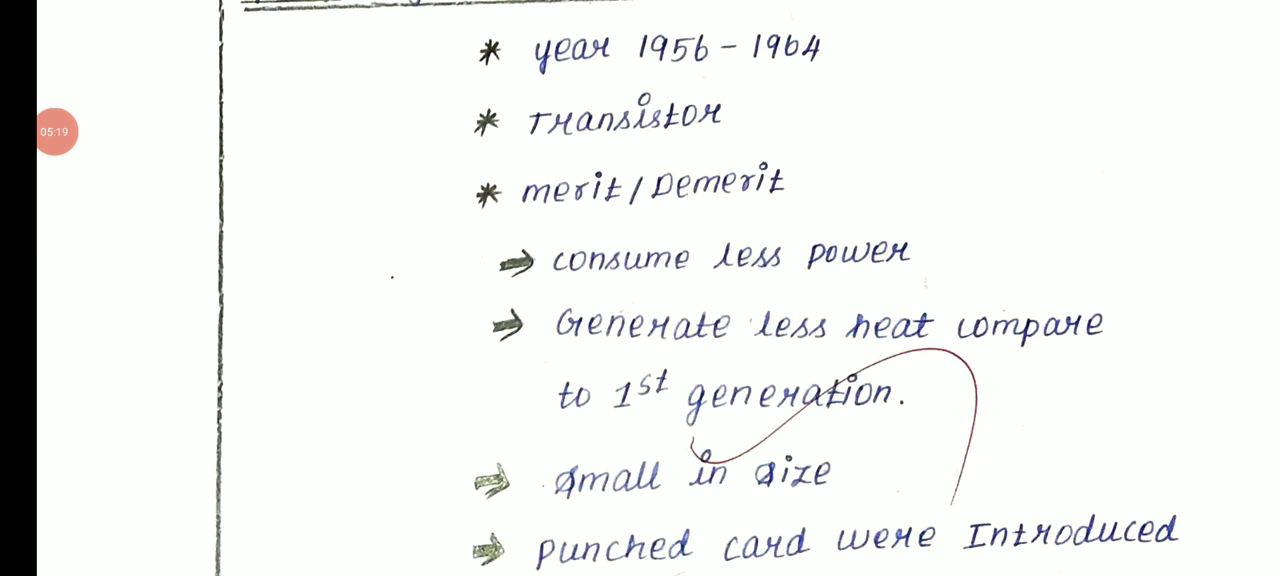 05:19
* year 1956 - 1964
* Transistor
* merit / Demerit
⇒ consume less power
⇒ Generate less heat compare
to 1st generation.
⇒ Small in size
⇒ punched card were Introduced